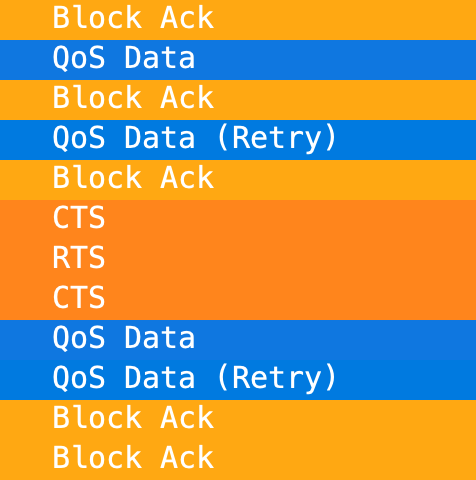 Block Ack
QoS Data
Block Ack
QoS Data (Retry)
Block Ack
CTS
RTS
CTS
QoS Data
QoS Data (Retry)
Block Ack
Block Ack